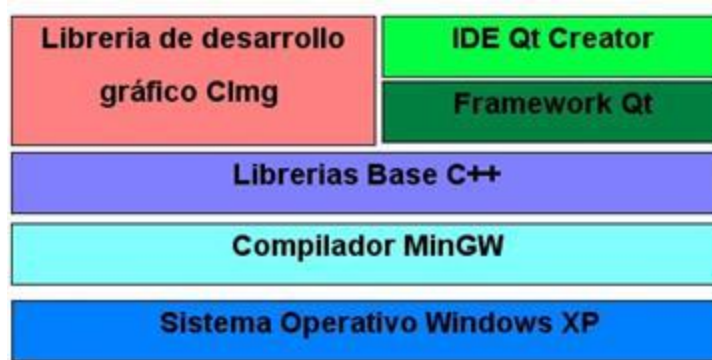 Libreria de desarrollo
gráfico CImg
IDE Qt Creator
Framework Qt
Librerias Base C++
Compilador MinGW
Sistema Operativo Windows XP